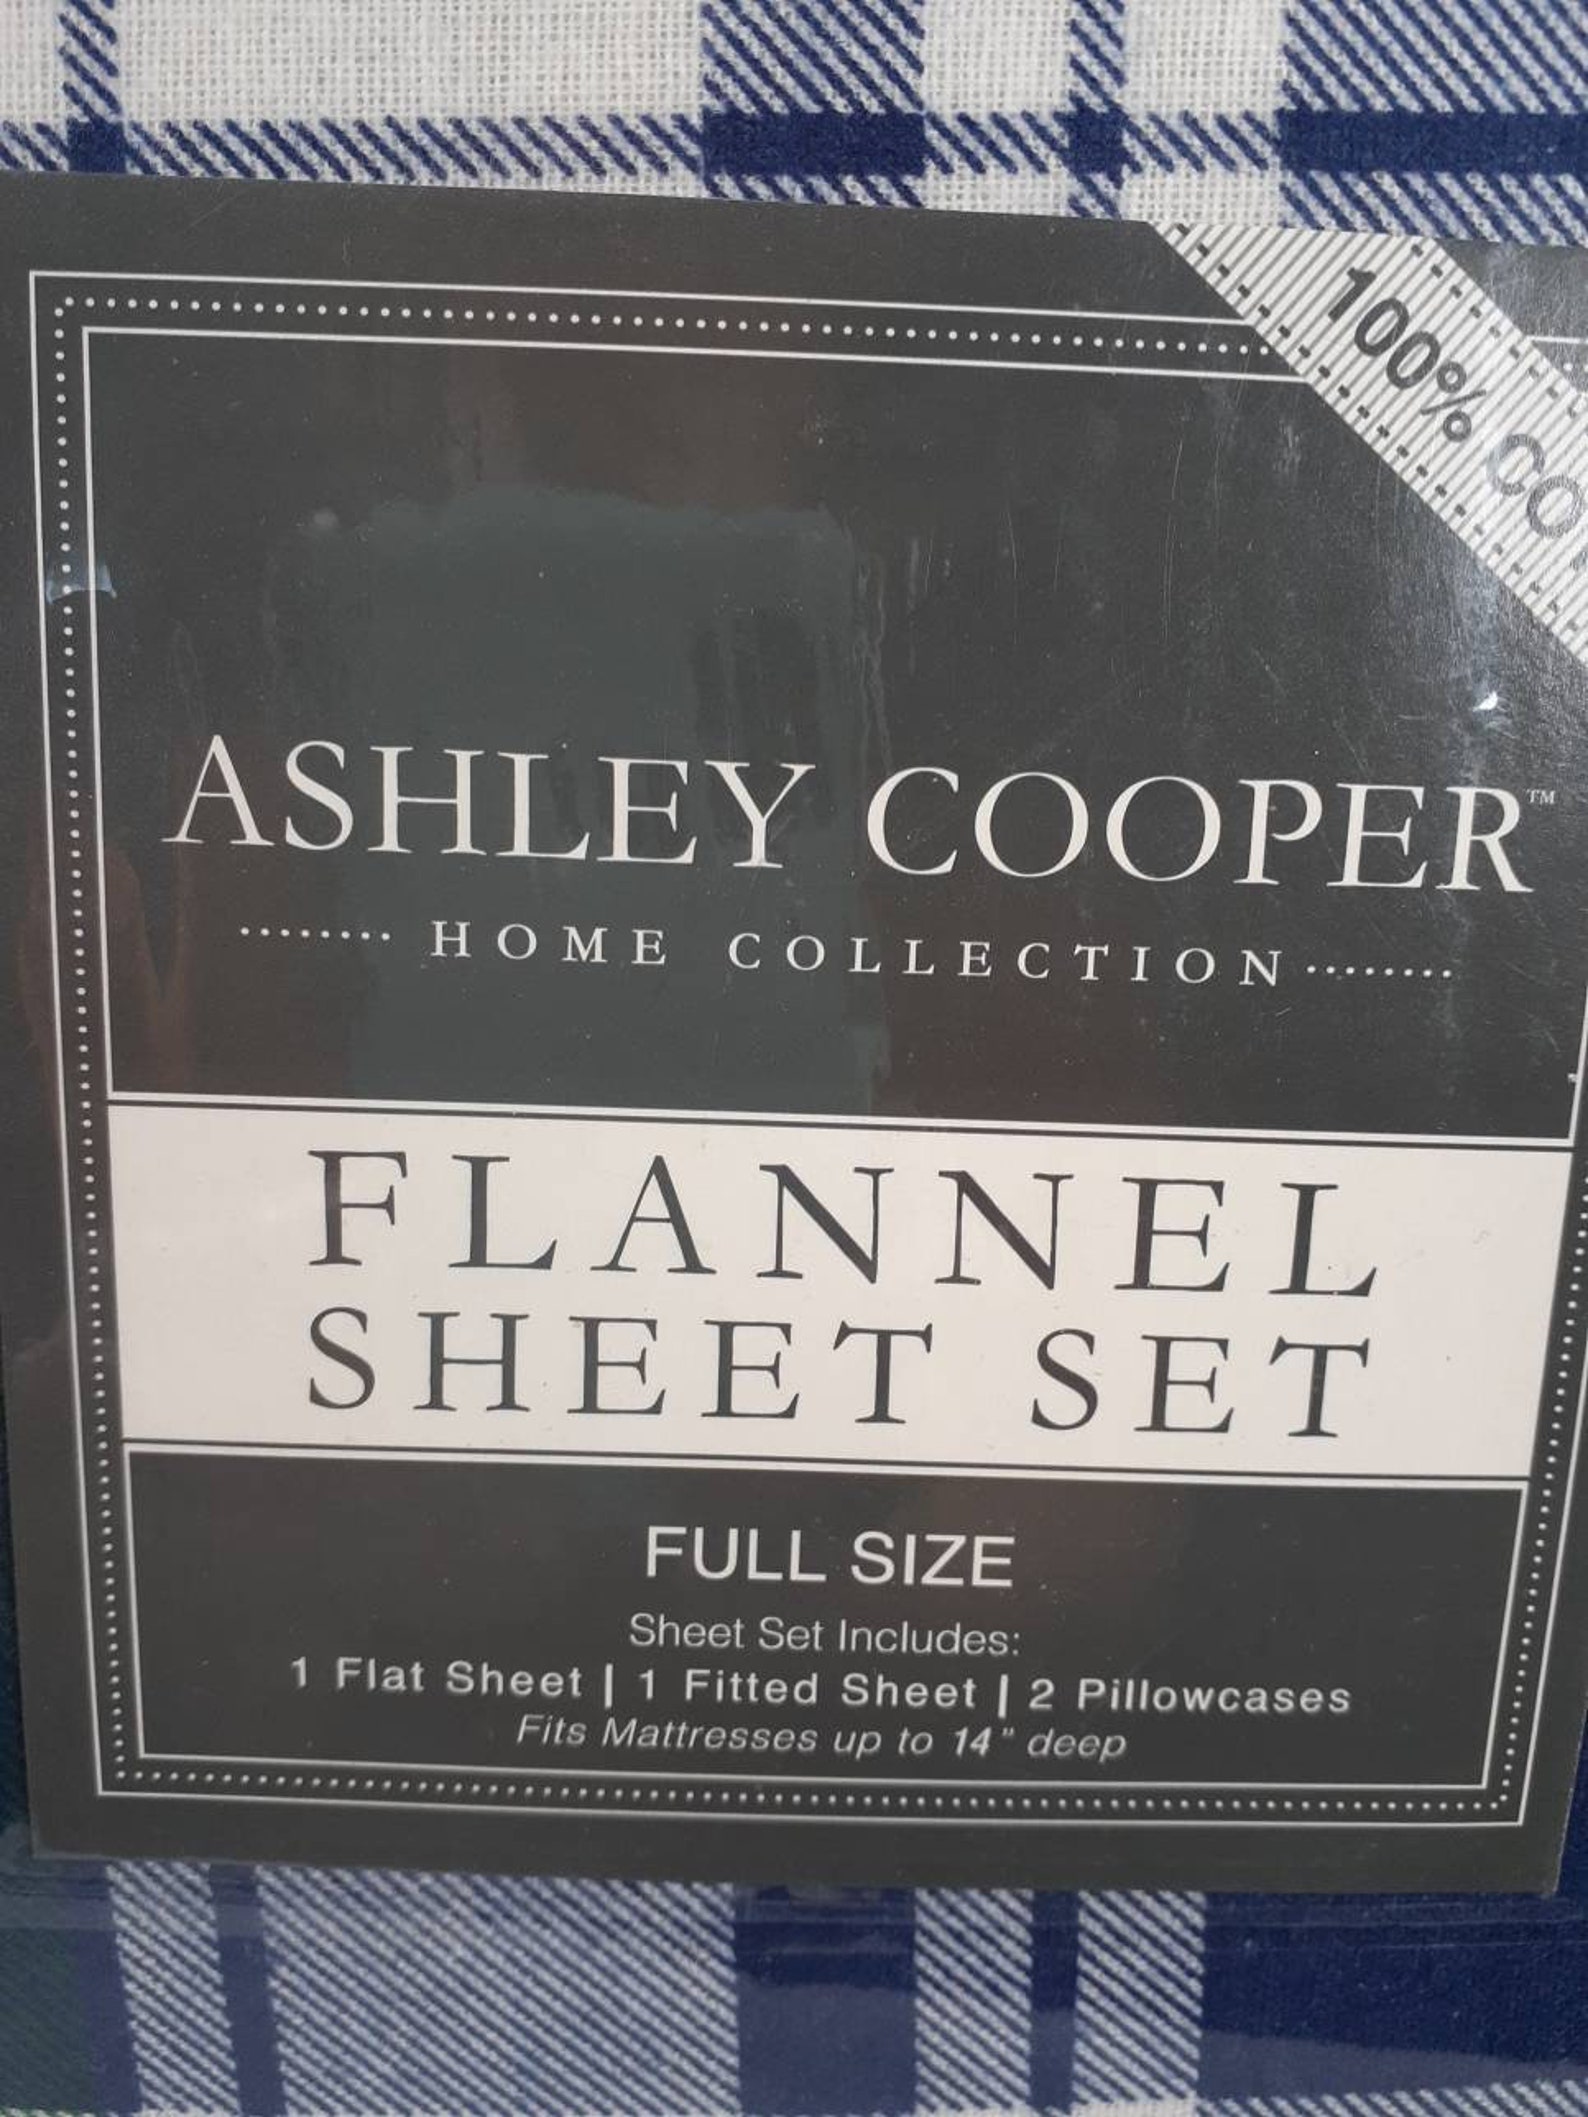 100% CO
ASHLEY COOPER™
HOME COLLECTION
FLANNEL
SHEET SET
FULL SIZE
Sheet Set Includes:
1 Flat Sheet | 1 Fitted Sheet | 2 Pillowcases
Fits Mattresses up to 14" deep